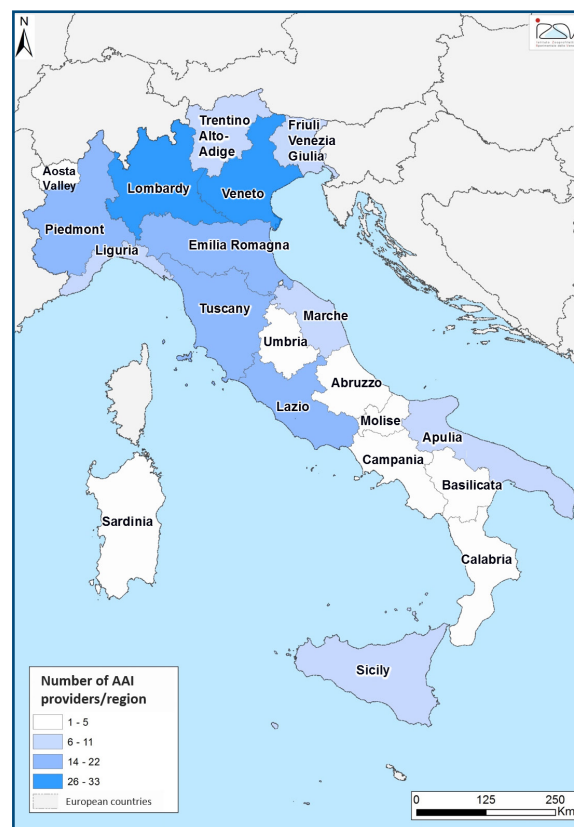 N
Trentino
Alto-
Adige
Friuli
Venezia
Giulia
Aosta
Valley
Lombardy
Veneto
Piedmont
Emilia Romagna
Liguria
Tuscany
Marche
Umbria
Abruzzo
Lazio
Molise
Apulia
Campania
Basilicata
Sardinia
Calabria
Sicily
Number of AAI
providers/region
1 - 5
6 - 11
14 - 22
26 - 33
European countries
0 125 250
Km